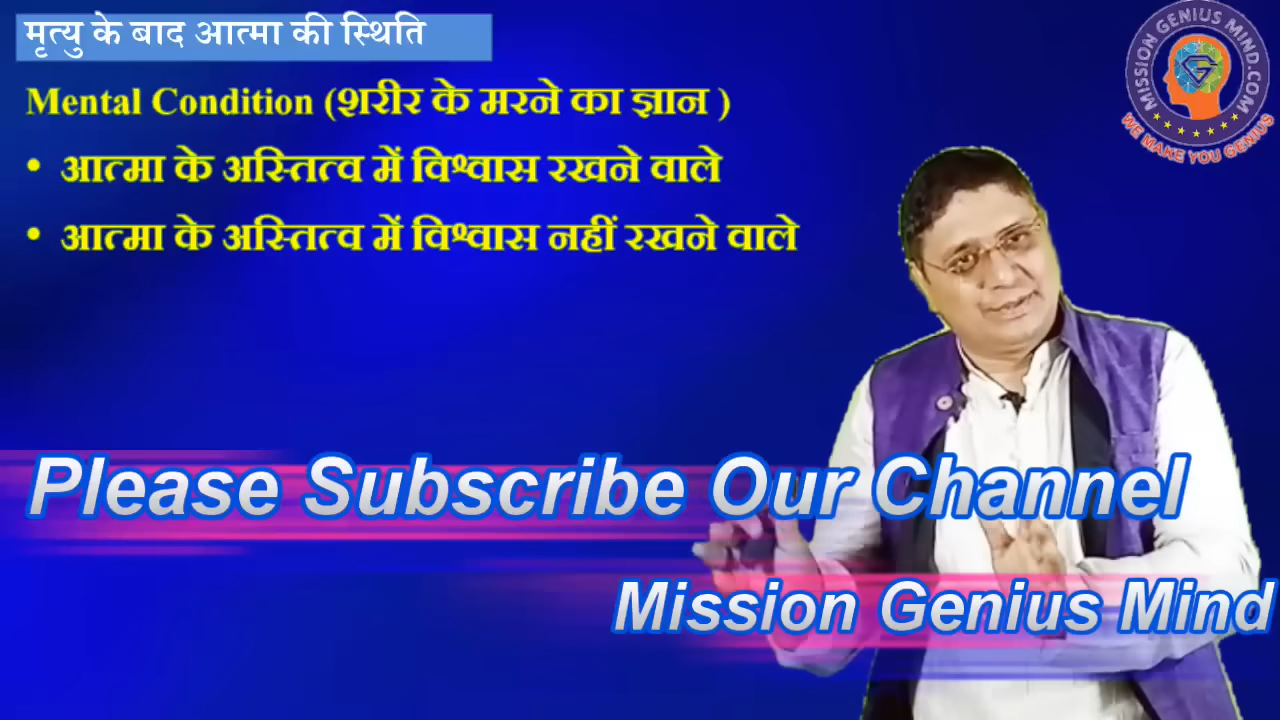 मृत्यु के बाद आत्मा की स्थिति
MISSION GENIUS MIND.COM
WE MAKE YOU GENIUS
Mental Condition (शरीर के मरने का ज्ञान )
• आत्मा के अस्तित्व में विश्वास रखने वाले
• आत्मा के अस्तित्व में विश्वास नहीं रखने वाले
Please Subscribe Our Channel
Mission Genius Mind